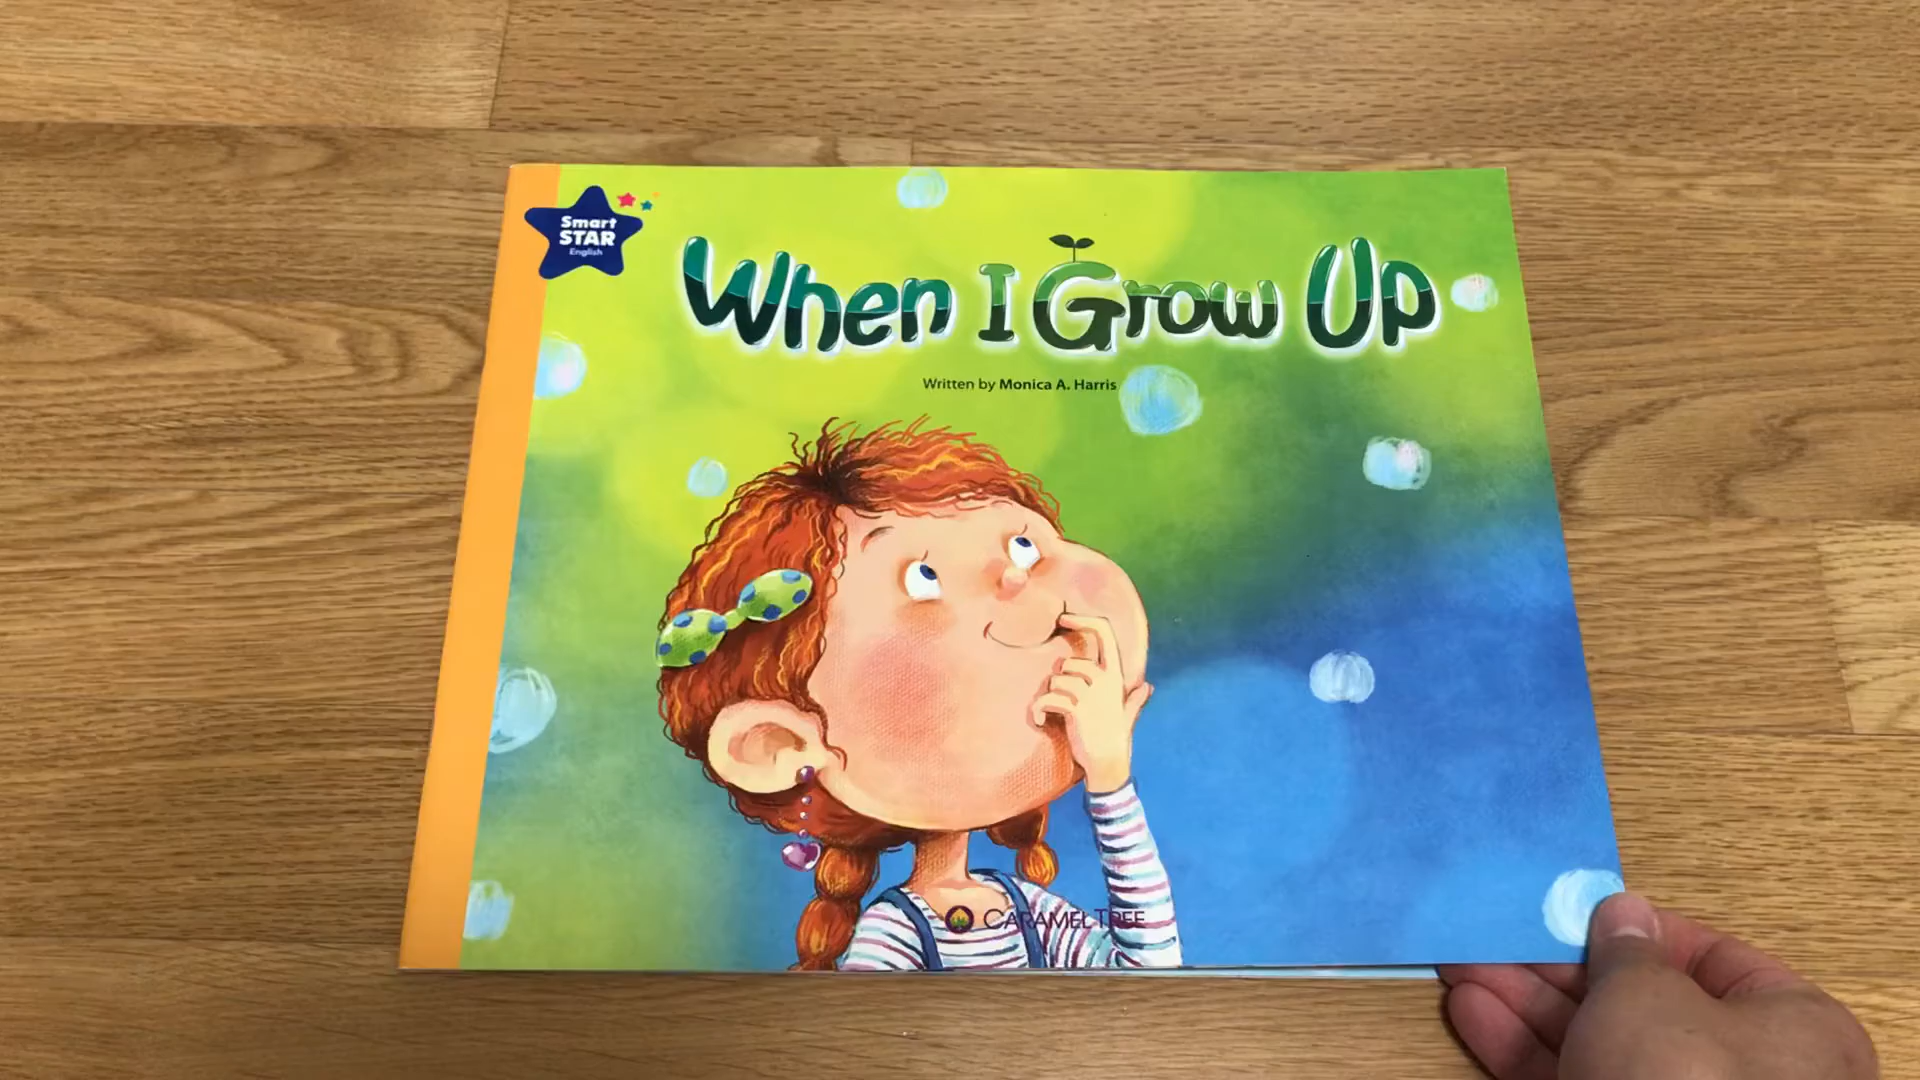 Smart
STAR
English
When I Grow Up
Written by Monica A. Harris
CARAMEL TREE